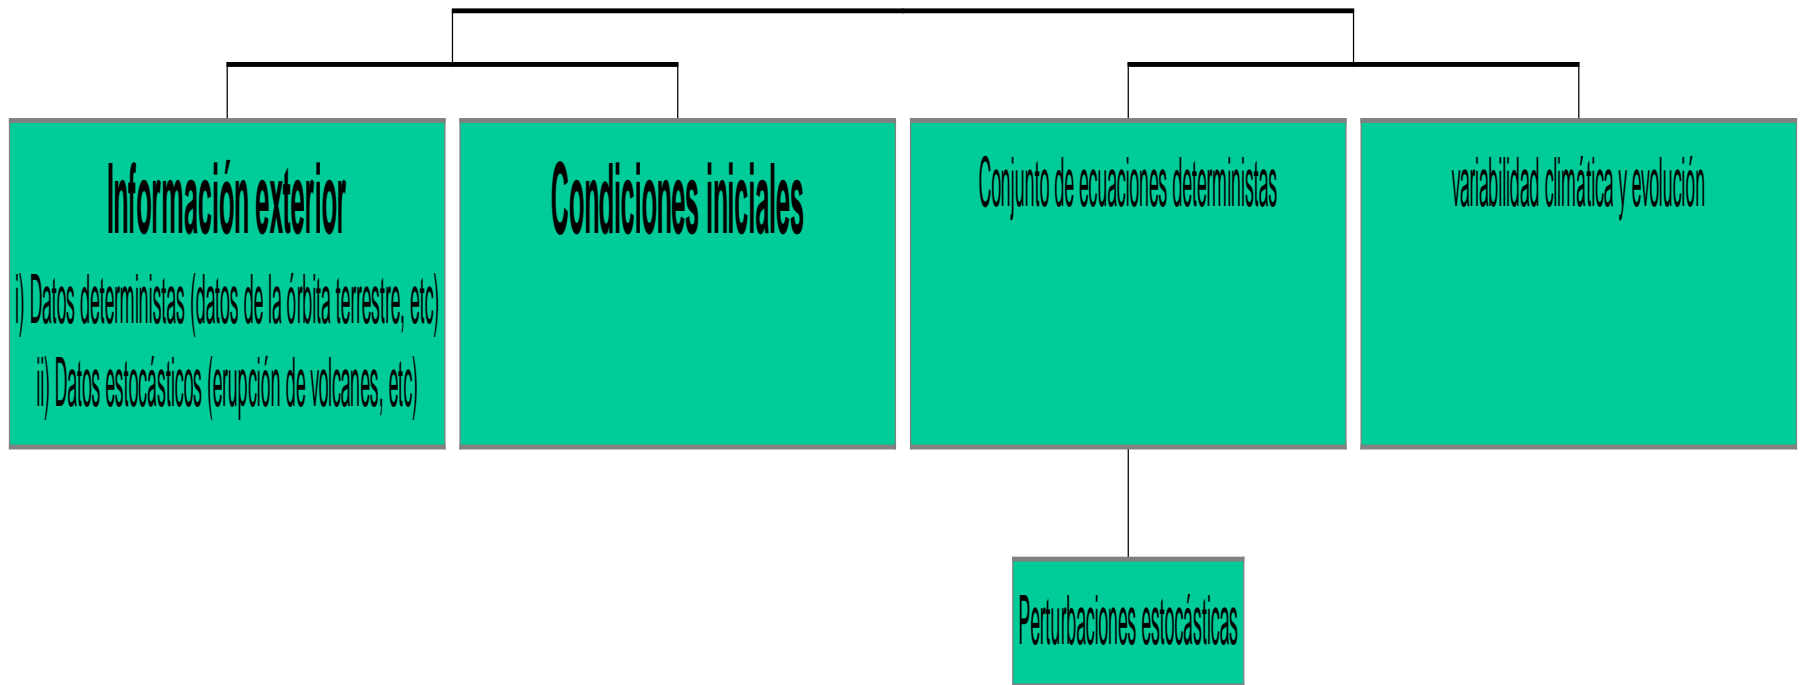 Información exterior
i) Datos deterministas (datos de la órbita terrestre, etc)
ii) Datos estocásticos (erupción de volcanes, etc)
Condiciones iniciales
Conjunto de ecuaciones deterministas
variabilidad climática y evolución
Perturbaciones estocásticas